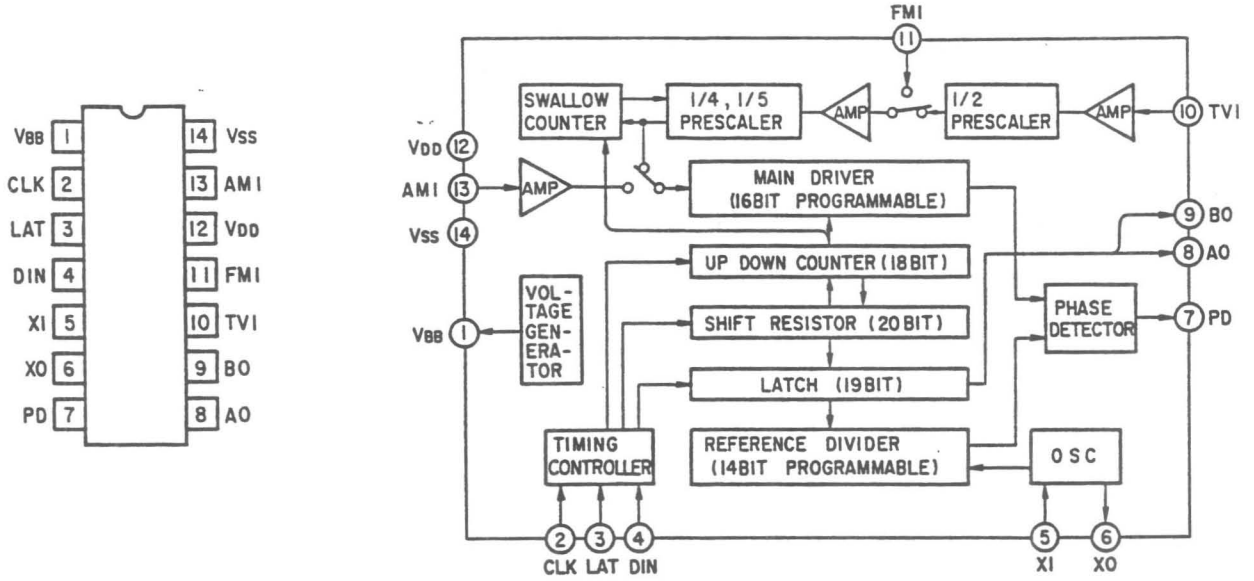 VBB 1
CLK 2
LAT 3
DIN 4
XI 5
XO 6
PD 7
14 VSS
13 AMI
12 VDD
11 FMI
10 TVI
9 BO
8 AO
FMI
11
SWALLOW
COUNTER
1/4, 1/5
PRESCALER
AMP
1/2
PRESCALER
AMP
10 TVI
VDD 12
AMI 13
AMP
VSS 14
MAIN DRIVER
(16BIT PROGRAMMABLE)
9 BO
8 AO
UP DOWN COUNTER (18BIT)
VOL-
TAGE
GEN-
ERA-
TOR
VBB 1
SHIFT RESISTOR (20BIT)
PHASE
DETECTOR
7 PD
LATCH (19BIT)
TIMING
CONTROLLER
REFERENCE DIVIDER
(14BIT PROGRAMMABLE)
OSC
2 3 4
CLK LAT DIN
5 6
XI XO